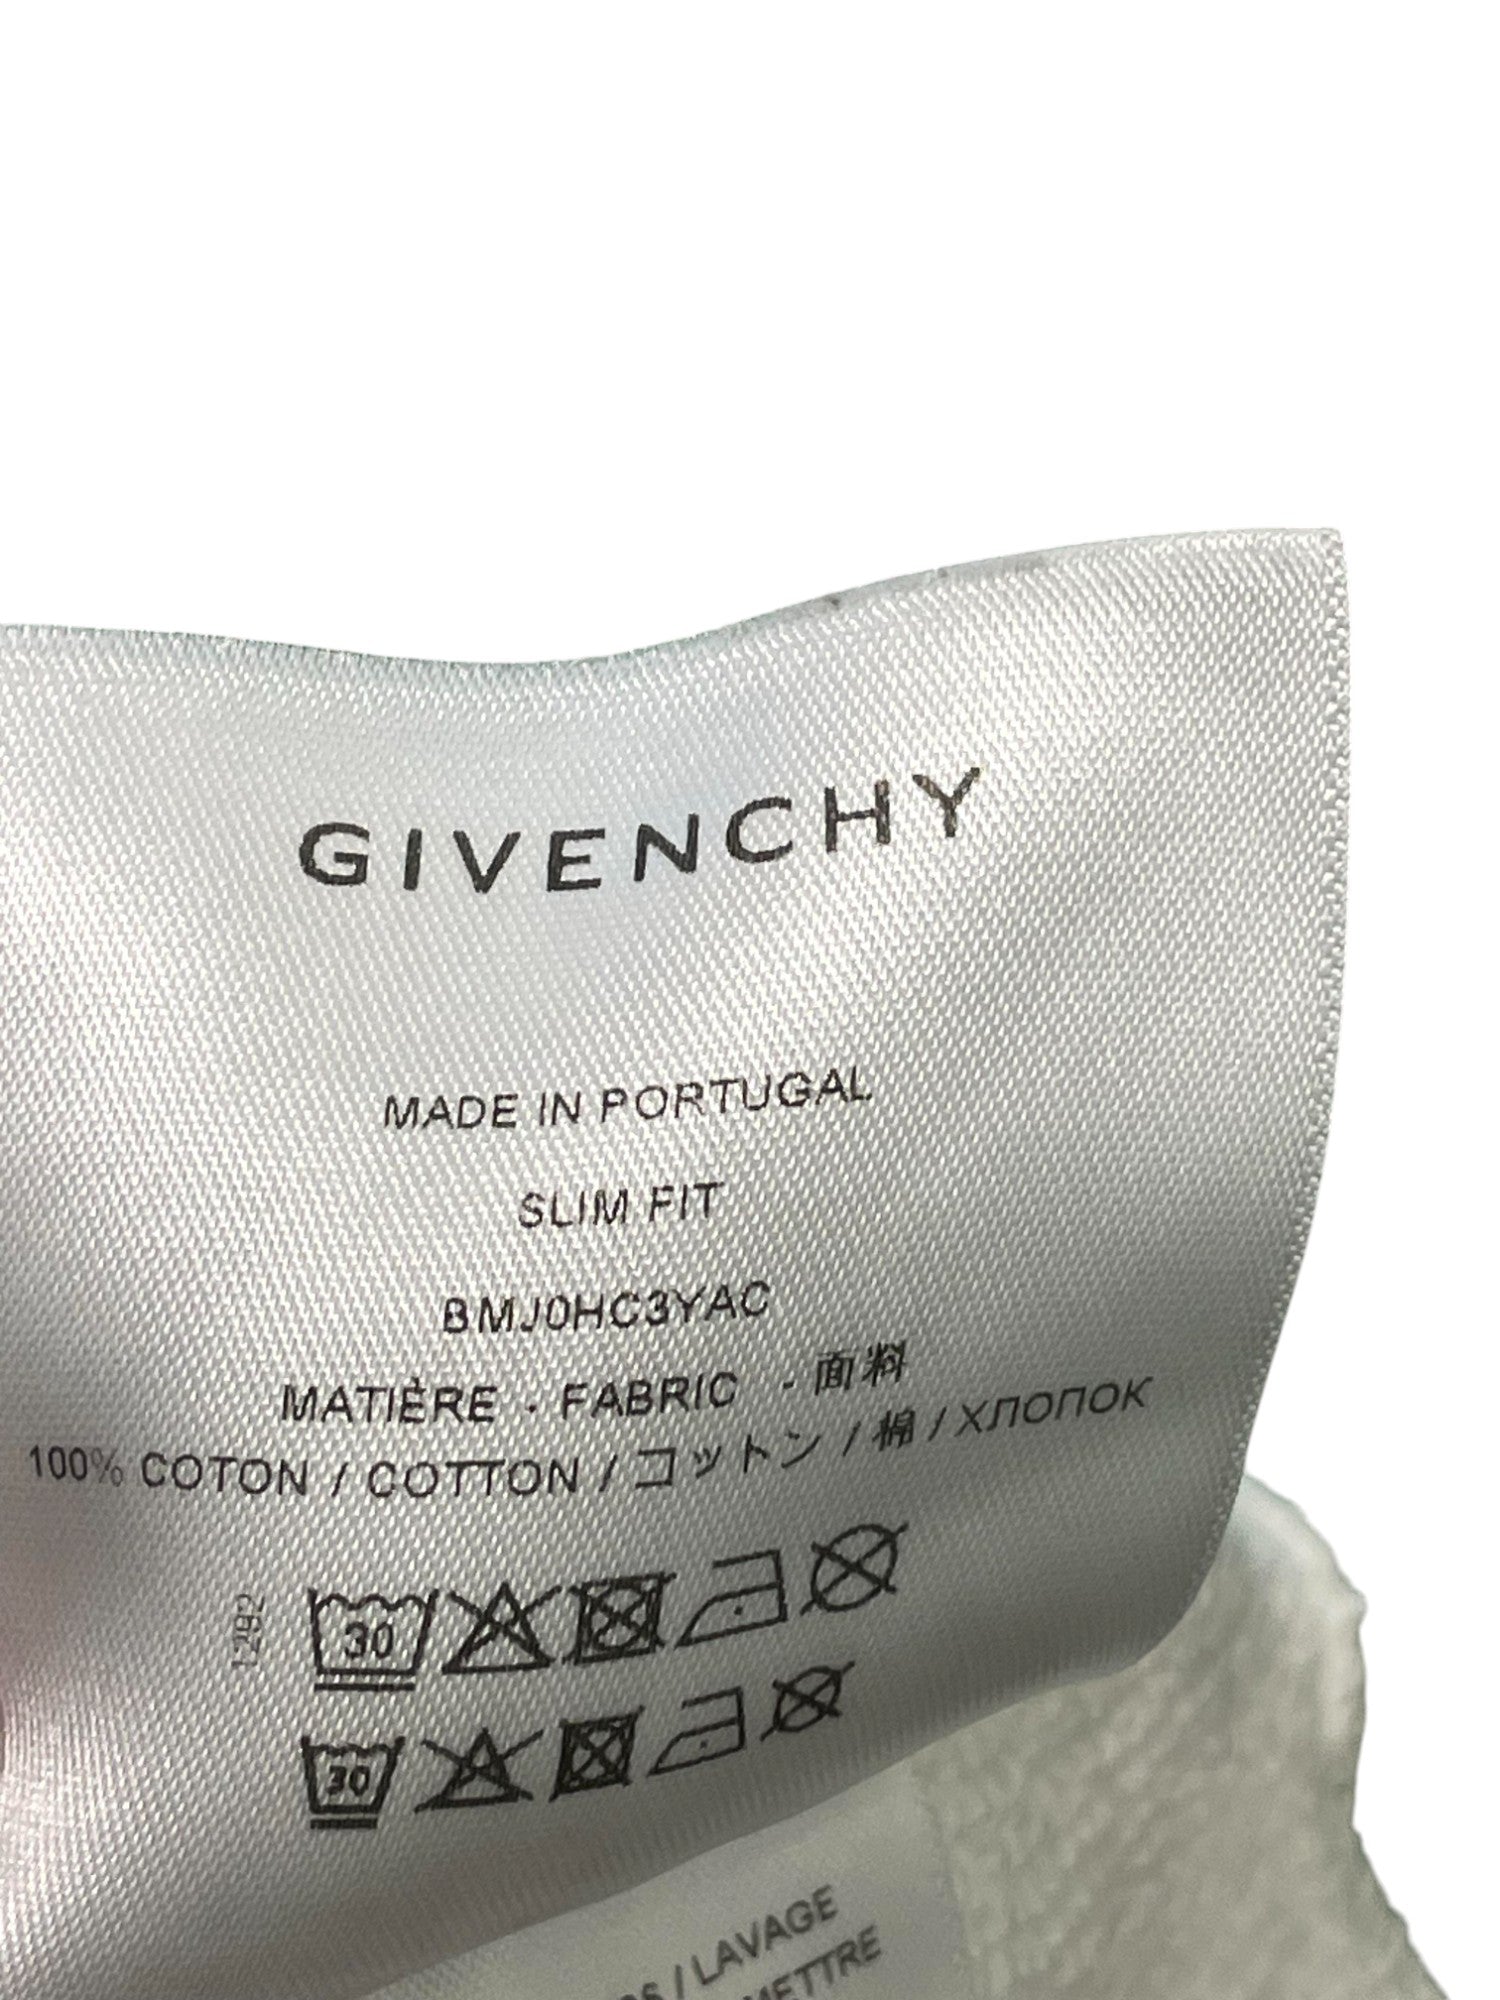 GIVENCHY
MADE IN PORTUGAL
SLIM FIT
BMJ0HC3YAC
MATIÈRE - FABRIC - 面料
100% COTON / COTTON / コットン / 棉 / ХЛОПОК
1292
30
30
/ LAVAGE
METTRE